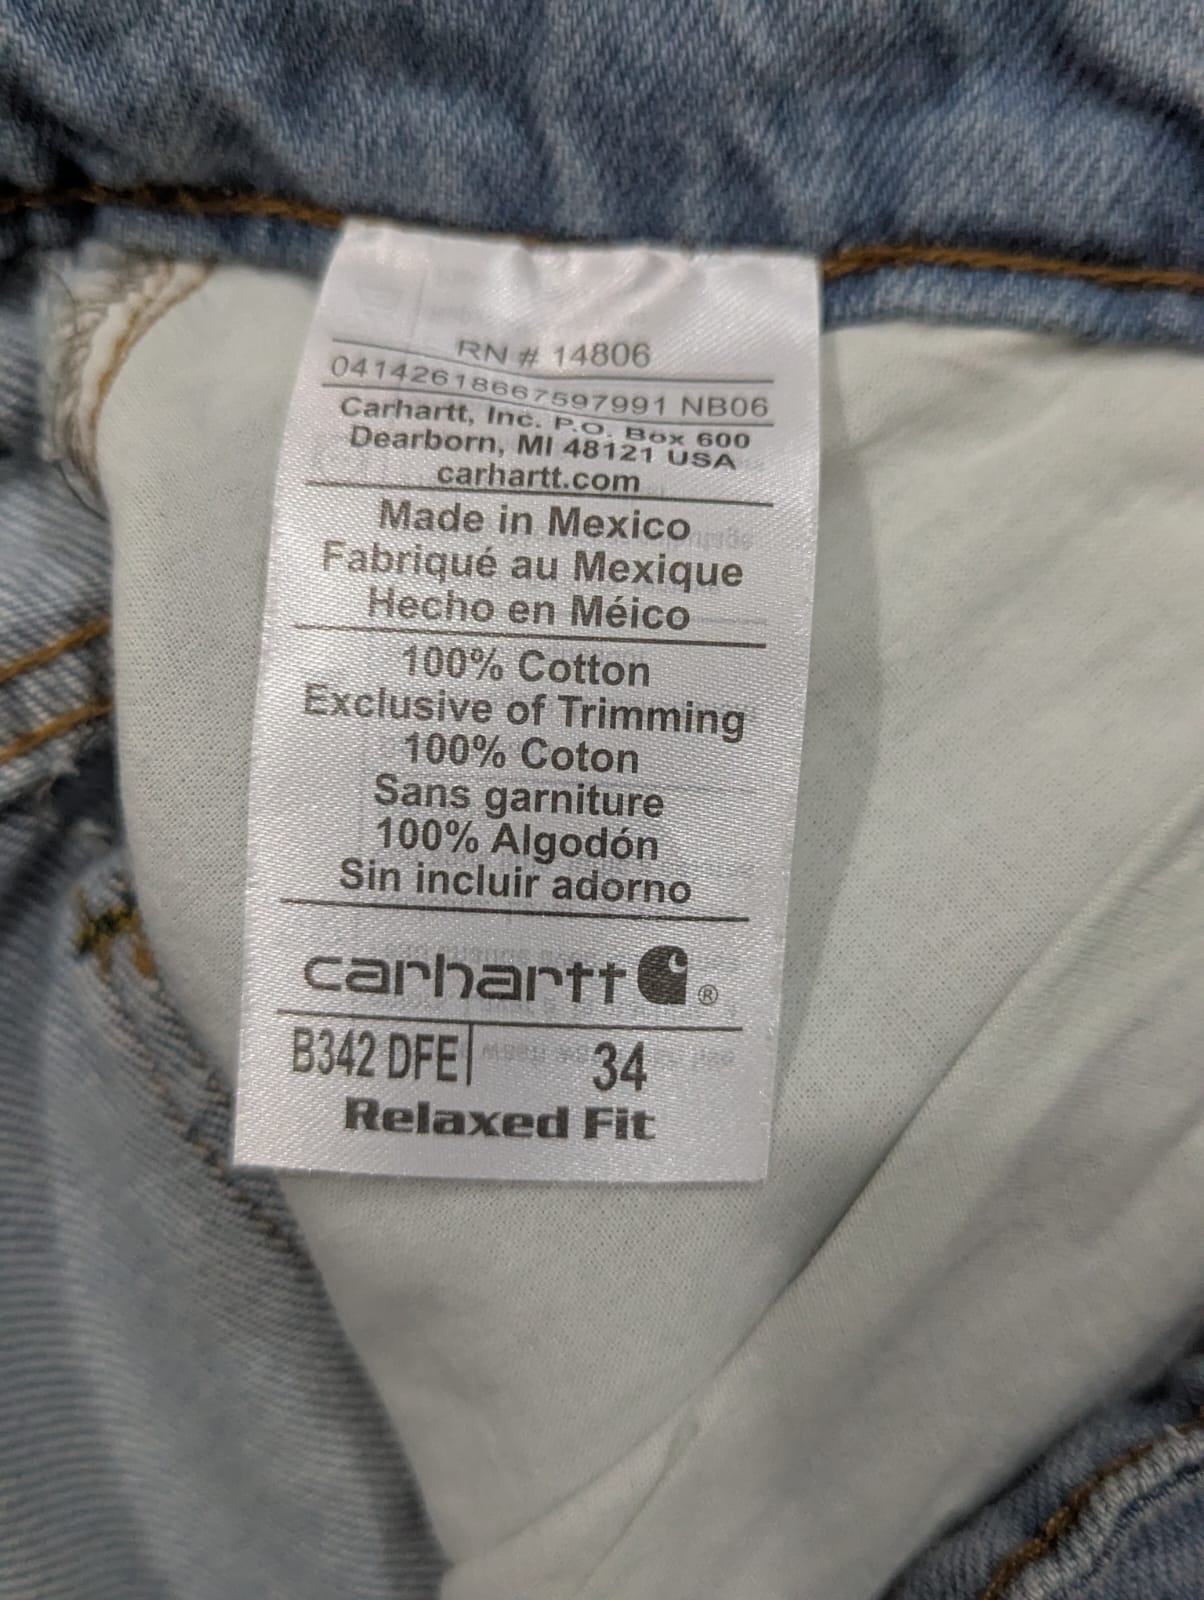 RN # 14806
04142618667597991 NB06
Carhartt, Inc. P.O. Box 600
Dearborn, MI 48121 USA
carhartt.com
Made in Mexico
Fabriqué au Mexique
Hecho en Méico
100% Cotton
Exclusive of Trimming
100% Coton
Sans garniture
100% Algodón
Sin incluir adorno
carhartt ®
B342 DFE 34
Relaxed Fit